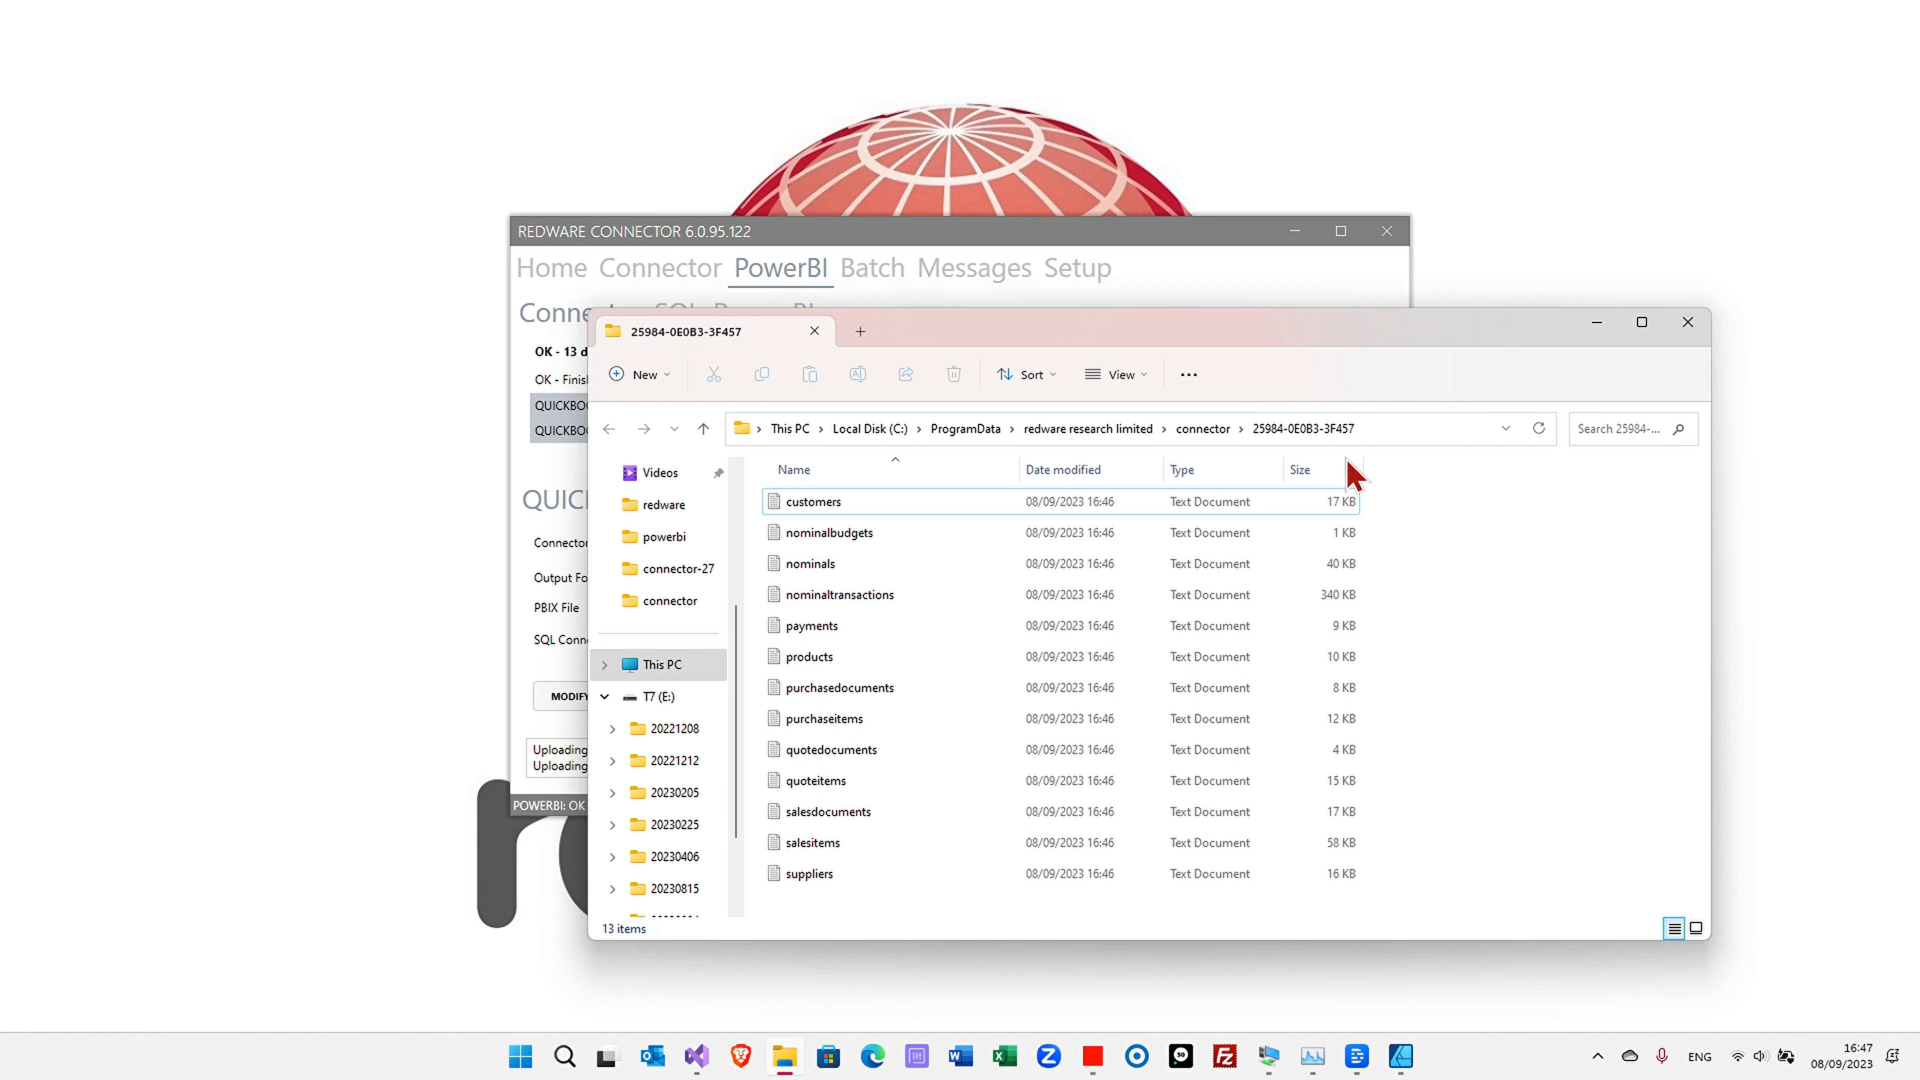 REDWARE CONNECTOR 6.0.95.122
Home Connector PowerBI Batch Messages Setup
25984-0E0B3-3F457
OK - 13 d
OK - Finis
QUICKBO
QUICKBO
New
Sort
View
This PC > Local Disk (C:) > ProgramData > redware research limited > connector > 25984-0E0B3-3F457
Search 25984-...
Name Date modified Type Size
customers 08/09/2023 16:46 Text Document 17 KB
nominalbudgets 08/09/2023 16:46 Text Document 1 KB
nominals 08/09/2023 16:46 Text Document 40 KB
nominaltransactions 08/09/2023 16:46 Text Document 340 KB
payments 08/09/2023 16:46 Text Document 9 KB
products 08/09/2023 16:46 Text Document 10 KB
purchasedocuments 08/09/2023 16:46 Text Document 8 KB
purchaseitems 08/09/2023 16:46 Text Document 12 KB
quotedocuments 08/09/2023 16:46 Text Document 4 KB
quoteitems 08/09/2023 16:46 Text Document 15 KB
salesdocuments 08/09/2023 16:46 Text Document 17 KB
salesitems 08/09/2023 16:46 Text Document 58 KB
suppliers 08/09/2023 16:46 Text Document 16 KB
Videos
redware
powerbi
connector-27
connector
This PC
T7 (E:)
20221208
20221212
20230205
20230225
20230406
20230815
13 items
QUIC
Connector
Output Fo
PBIX File
SQL Conn
MODIFY
Uploading
Uploading
POWERBI: OK
ENG
16:47
08/09/2023